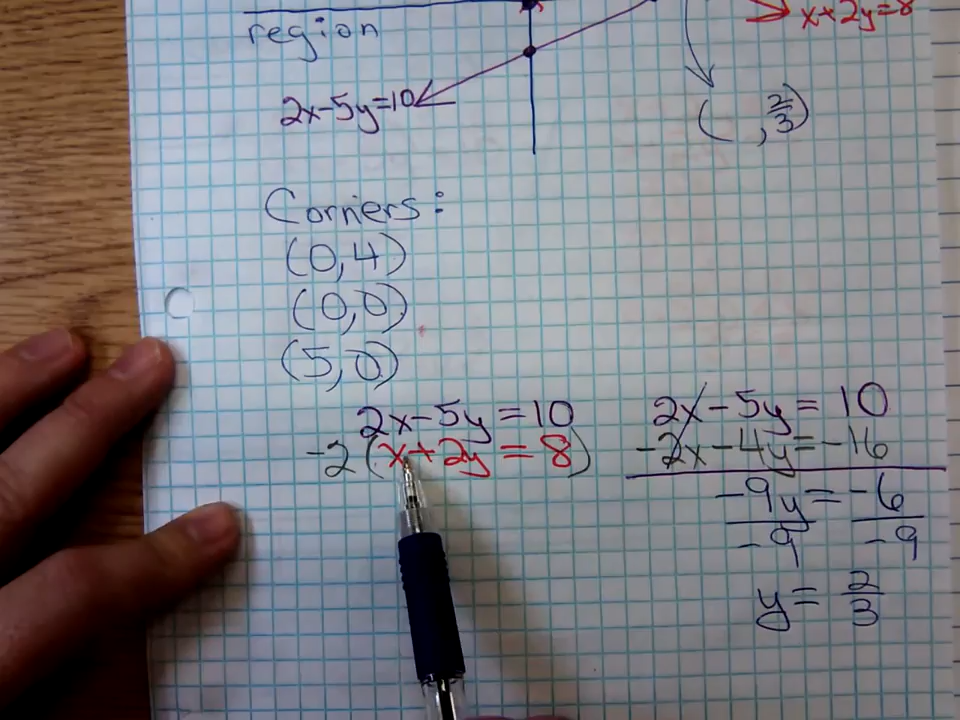 x+2y=8
region
2x-5y=10
( , 2/3)
Corners:
(0,4)
(0,0)
(5,0)
2x-5y=10
-2(x+2y=8)
2x-5y=10
-2x-4y=-16
-9y=-6
-9 -9
y=2/3